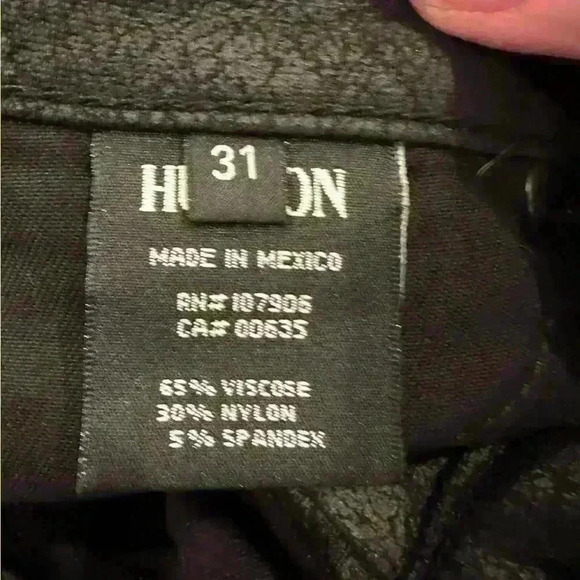 31
HU ON
MADE IN MEXICO
RN# 107906
CA# 00635
65% VISCOSE
30% NYLON
5% SPANDEX